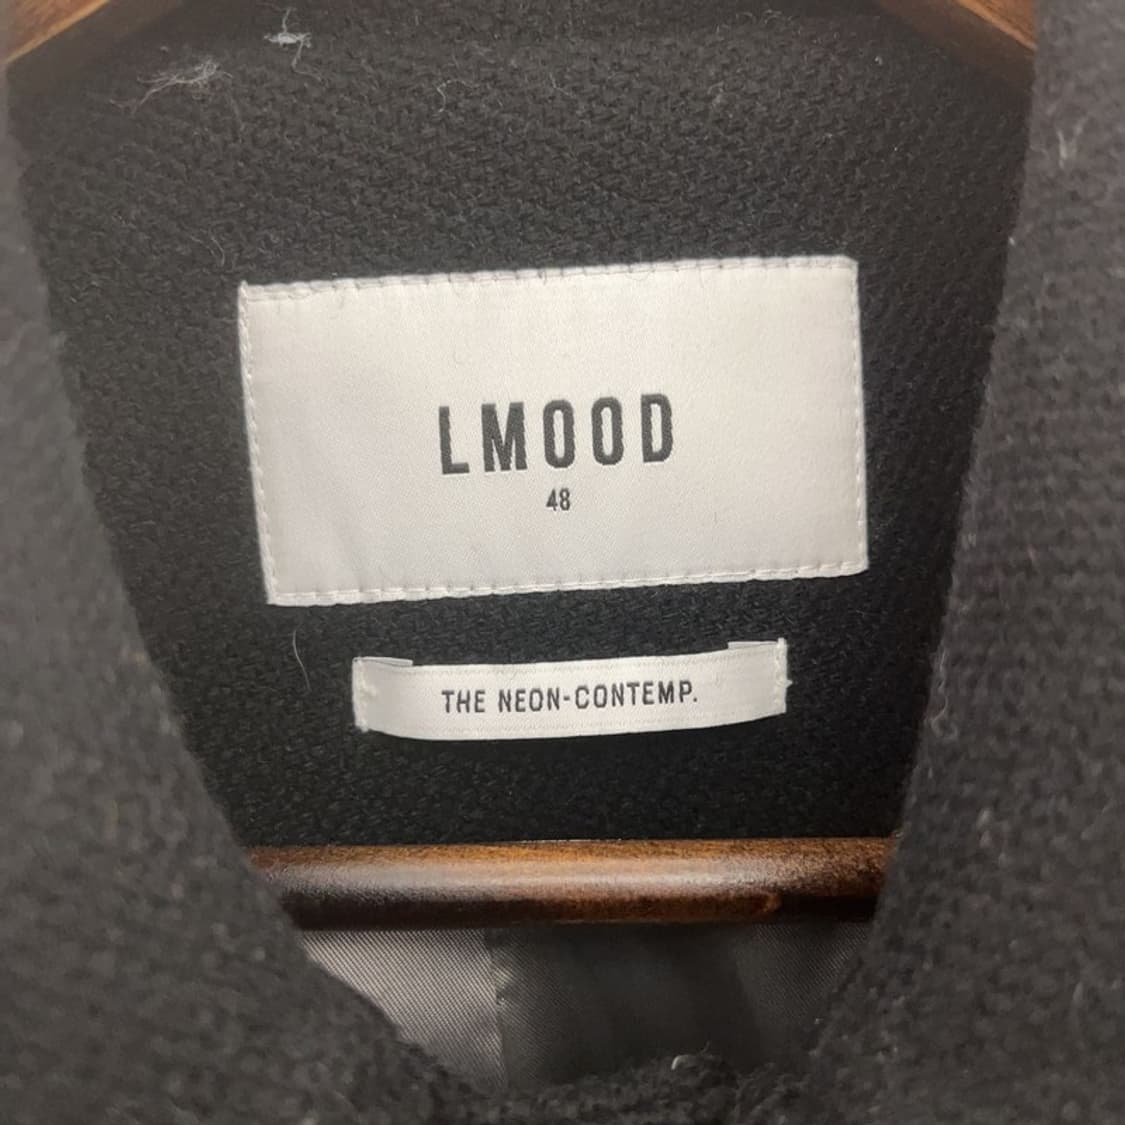 LMOOD
48
THE NEON-CONTEMP.